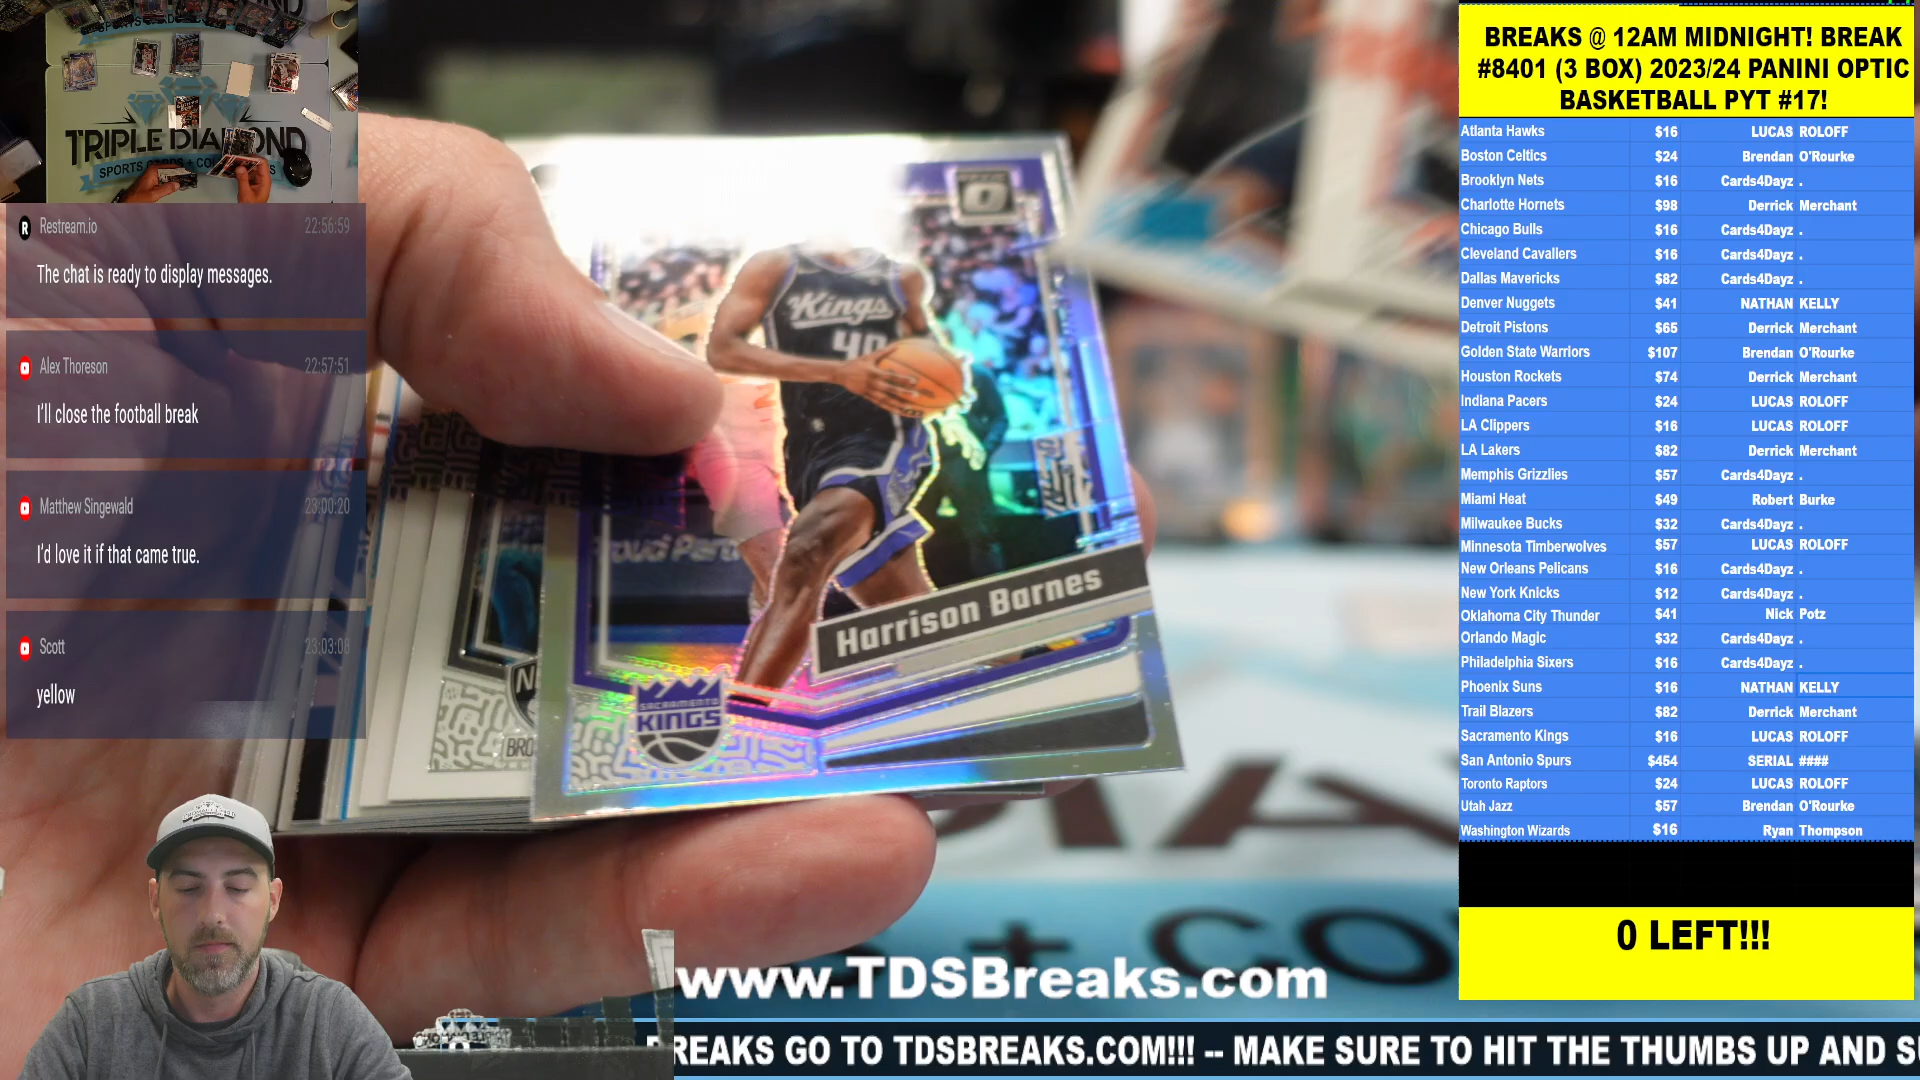 BREAKS @ 12AM MIDNIGHT! BREAK
#8401 (3 BOX) 2023/24 PANINI OPTIC
BASKETBALL PYT #17!
Atlanta Hawks $16 LUCAS ROLOFF
Boston Celtics $24 Brendan O'Rourke
Brooklyn Nets $16 Cards4Dayz .
Charlotte Hornets $98 Derrick Merchant
Chicago Bulls $16 Cards4Dayz .
Cleveland Cavallers $16 Cards4Dayz .
Dallas Mavericks $82 Cards4Dayz .
Denver Nuggets $41 NATHAN KELLY
Detroit Pistons $65 Derrick Merchant
Golden State Warriors $107 Brendan O'Rourke
Houston Rockets $74 Derrick Merchant
Indiana Pacers $24 LUCAS ROLOFF
LA Clippers $16 LUCAS ROLOFF
LA Lakers $82 Derrick Merchant
Memphis Grizzlies $57 Cards4Dayz .
Miami Heat $49 Robert Burke
Milwaukee Bucks $32 Cards4Dayz .
Minnesota Timberwolves $57 LUCAS ROLOFF
New Orleans Pelicans $16 Cards4Dayz .
New York Knicks $12 Cards4Dayz .
Oklahoma City Thunder $41 Nick Potz
Orlando Magic $32 Cards4Dayz .
Philadelphia Sixers $16 Cards4Dayz .
Phoenix Suns $16 NATHAN KELLY
Trail Blazers $82 Derrick Merchant
Sacramento Kings $16 LUCAS ROLOFF
San Antonio Spurs $454 SERIAL ####
Toronto Raptors $24 LUCAS ROLOFF
Utah Jazz $57 Brendan O'Rourke
Washington Wizards $16 Ryan Thompson
0 LEFT!!!
TRIPLE DIAMOND
SPORTS CARDS + CO
Restream.io 22:56:59
The chat is ready to display messages.
Alex Thoreson 22:57:51
I'll close the football break
Matthew Singewald 23:00:20
I'd love it if that came true.
Scott 23:03:08
yellow
Kings
40
Harrison Barnes
SACRAMENTO
KINGS
BRO
www.TDSBreaks.com
REAKS GO TO TDSBREAKS.COM!!! -- MAKE SURE TO HIT THE THUMBS UP AND S